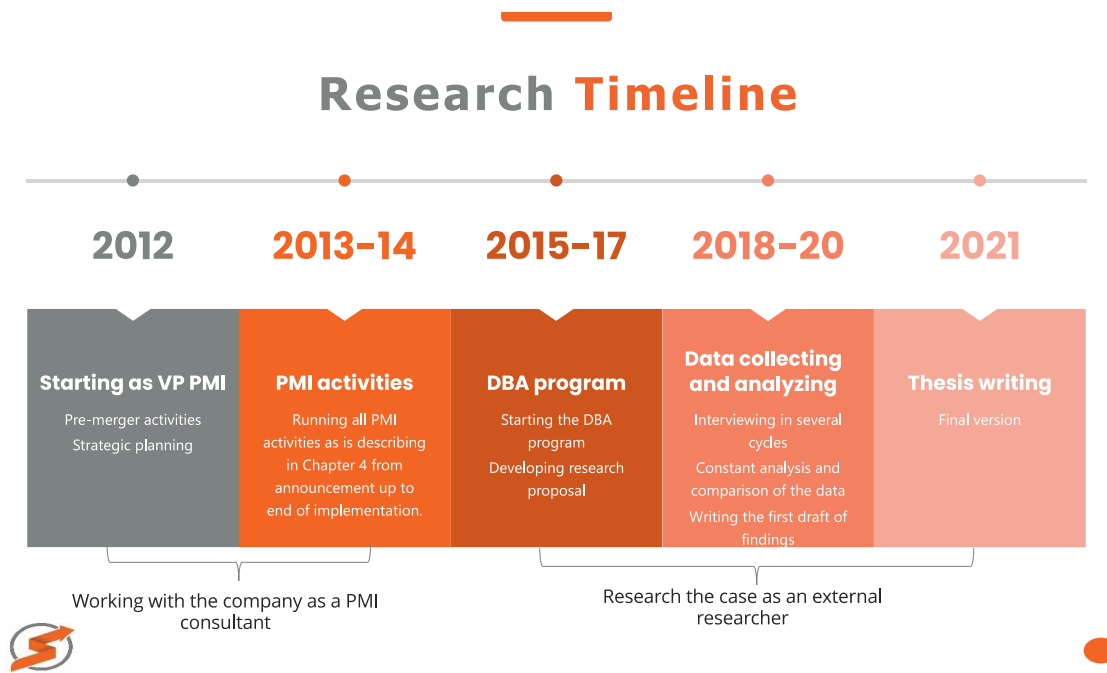 Research Timeline
2012
2013-14
2015-17
2018-20
2021
Starting as VP PMI
Pre-merger activities
Strategic planning
PMI activities
Running all PMI
activities as is describing
in Chapter 4 from
announcement up to
end of implementation.
DBA program
Starting the DBA
program
Developing research
proposal
Data collecting
and analyzing
Interviewing in several
cycles
Constant analysis and
comparison of the data
Writing the first draft of
findings
Thesis writing
Final version
Working with the company as a PMI
consultant
Research the case as an external
researcher